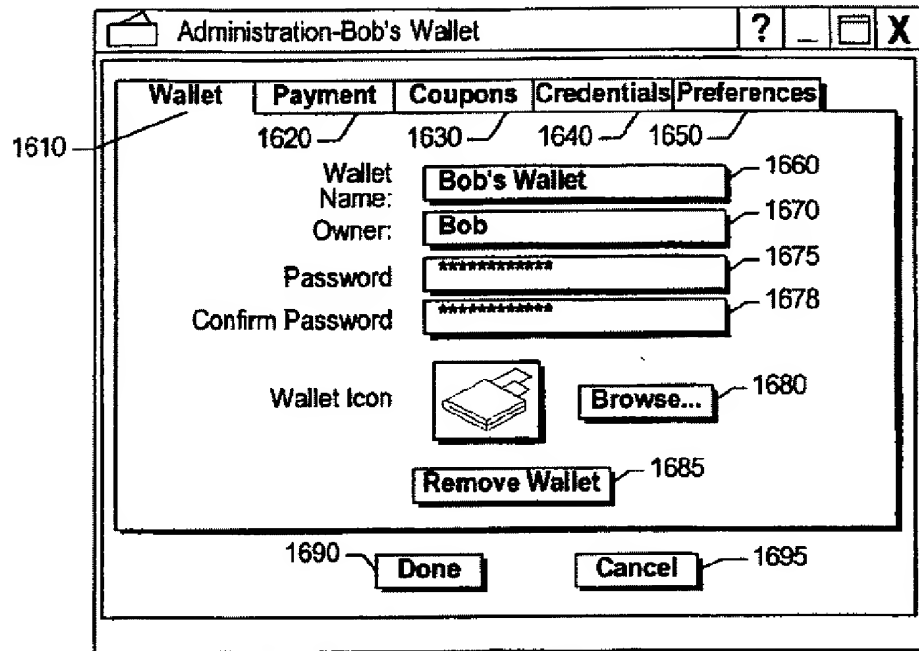 Administration-Bob's Wallet ? _ X
Wallet Payment Coupons Credentials Preferences
1610 1620 1630 1640 1650
Wallet Name: Bob's Wallet 1660
Owner: Bob 1670
Password ************ 1675
Confirm Password ************ 1678
Wallet Icon Browse... 1680
Remove Wallet 1685
1690 Done Cancel 1695